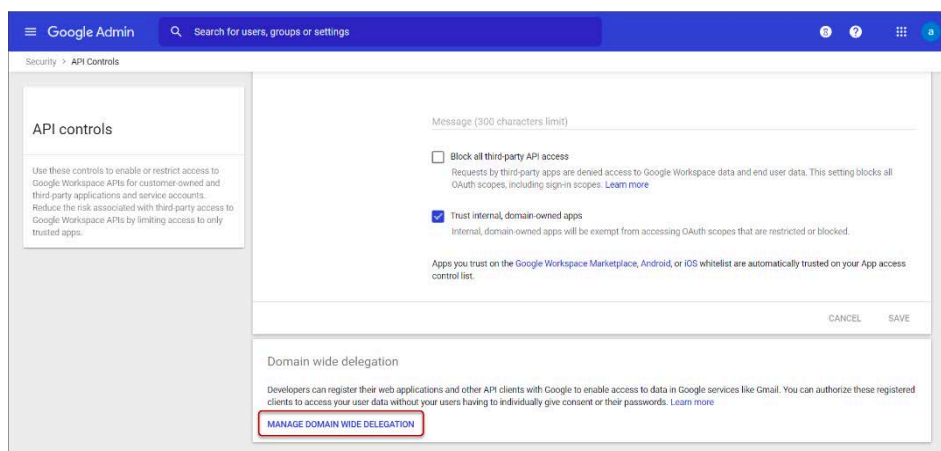 Google Admin
Search for users, groups or settings
a
Security > API Controls
API controls
Use these controls to enable or restrict access to
Google Workspace APIs for customer-owned and
third-party applications and service accounts.
Reduce the risk associated with third-party access to
Google Workspace APIs by limiting access to only
trusted apps.
Message (300 characters limit)
Block all third-party API access
Requests by third-party apps are denied access to Google Workspace data and end user data. This setting blocks all
OAuth scopes, including sign-in scopes. Learn more
Trust internal, domain-owned apps
Internal, domain-owned apps will be exempt from accessing OAuth scopes that are restricted or blocked.
Apps you trust on the Google Workspace Marketplace, Android, or iOS whitelist are automatically trusted on your App access
control list.
CANCEL SAVE
Domain wide delegation
Developers can register their web applications and other API clients with Google to enable access to data in Google services like Gmail. You can authorize these registered
clients to access your user data without your users having to individually give consent or their passwords. Learn more
MANAGE DOMAIN WIDE DELEGATION